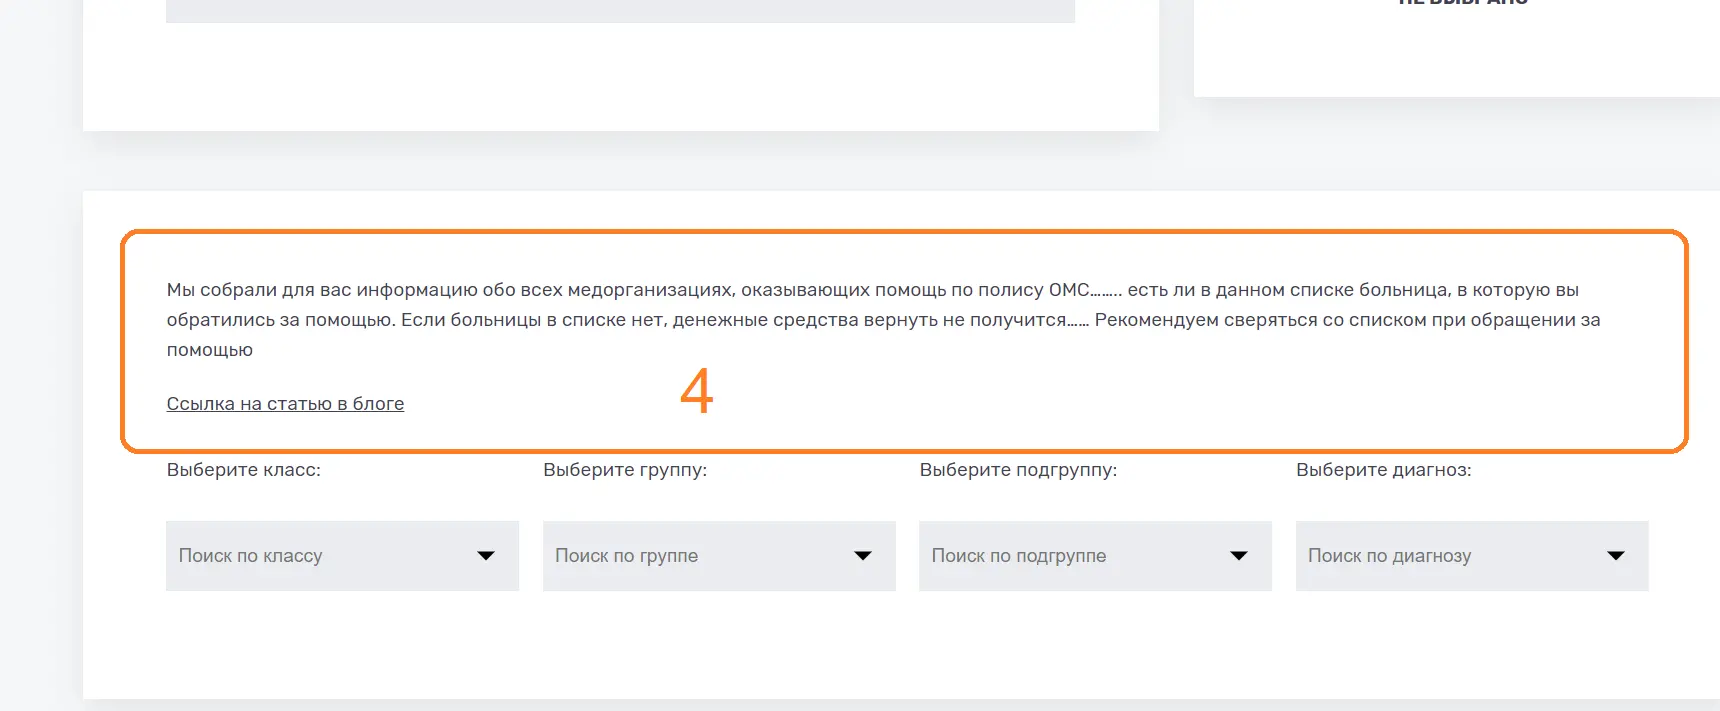 НЕ ВЫБРАНО
Мы собрали для вас информацию обо всех медорганизациях, оказывающих помощь по полису ОМС…….. есть ли в данном списке больница, в которую вы
обратились за помощью. Если больницы в списке нет, денежные средства вернуть не получится…… Рекомендуем сверяться со списком при обращении за
помощью
Ссылка на статью в блоге
4
Выберите класс: Выберите группу: Выберите подгруппу: Выберите диагноз:
Поиск по классу Поиск по группе Поиск по подгруппе Поиск по диагнозу